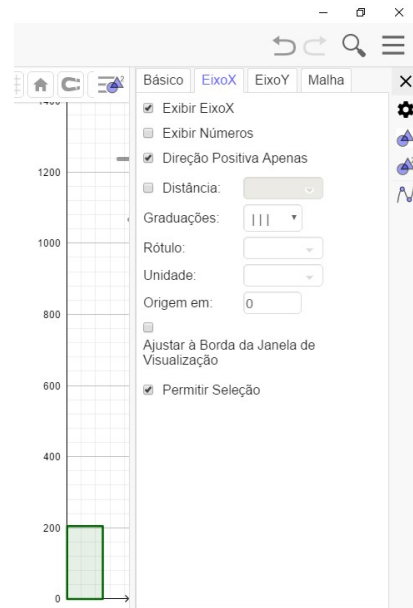 Básico EixoX EixoY Malha
Exibir EixoX
Exibir Números
Direção Positiva Apenas
Distância:
Graduações: | | |
Rótulo:
Unidade:
Origem em: 0
Ajustar à Borda da Janela de
Visualização
Permitir Seleção
1400
1200
1000
800
600
400
200
0